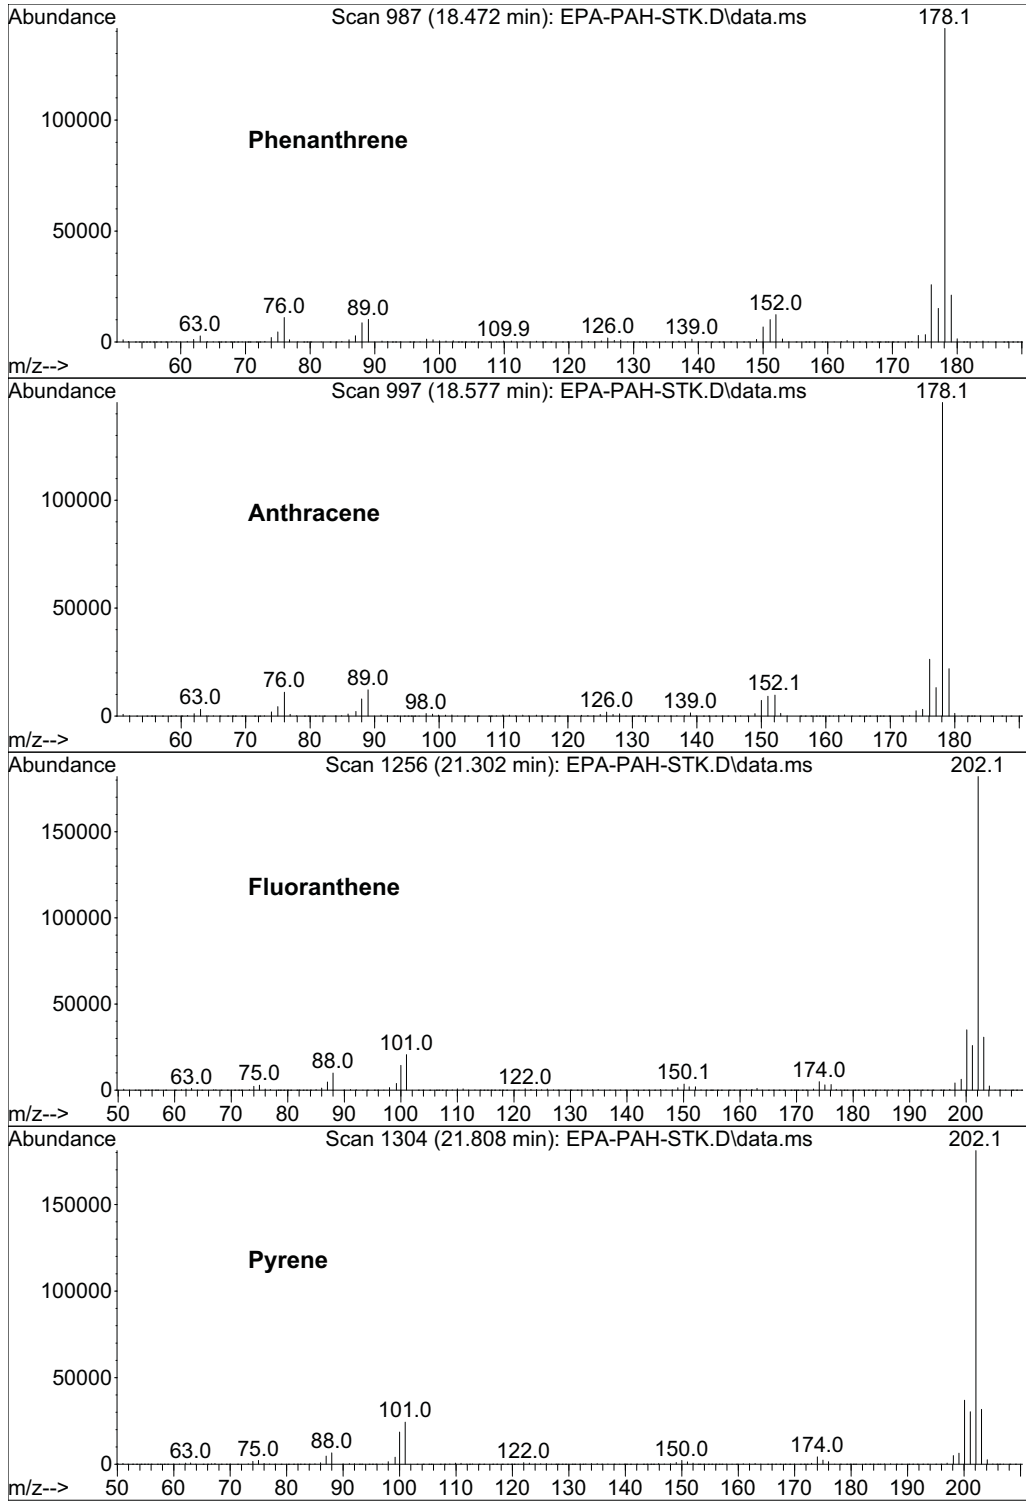 Abundance Scan 987 (18.472 min): EPA-PAH-STK.D\data.ms 178.1
100000
Phenanthrene
50000
63.0 76.0 89.0 109.9 126.0 139.0 152.0
0
m/z--> 60 70 80 90 100 110 120 130 140 150 160 170 180
Abundance Scan 997 (18.577 min): EPA-PAH-STK.D\data.ms 178.1
100000
Anthracene
50000
63.0 76.0 89.0 98.0 126.0 139.0 152.1
0
m/z--> 60 70 80 90 100 110 120 130 140 150 160 170 180
Abundance Scan 1256 (21.302 min): EPA-PAH-STK.D\data.ms 202.1
150000
Fluoranthene
100000
50000
63.0 75.0 88.0 101.0 122.0 150.1 174.0
0
m/z--> 50 60 70 80 90 100 110 120 130 140 150 160 170 180 190 200
Abundance Scan 1304 (21.808 min): EPA-PAH-STK.D\data.ms 202.1
150000
Pyrene
100000
50000
63.0 75.0 88.0 101.0 122.0 150.0 174.0
0
m/z--> 50 60 70 80 90 100 110 120 130 140 150 160 170 180 190 200